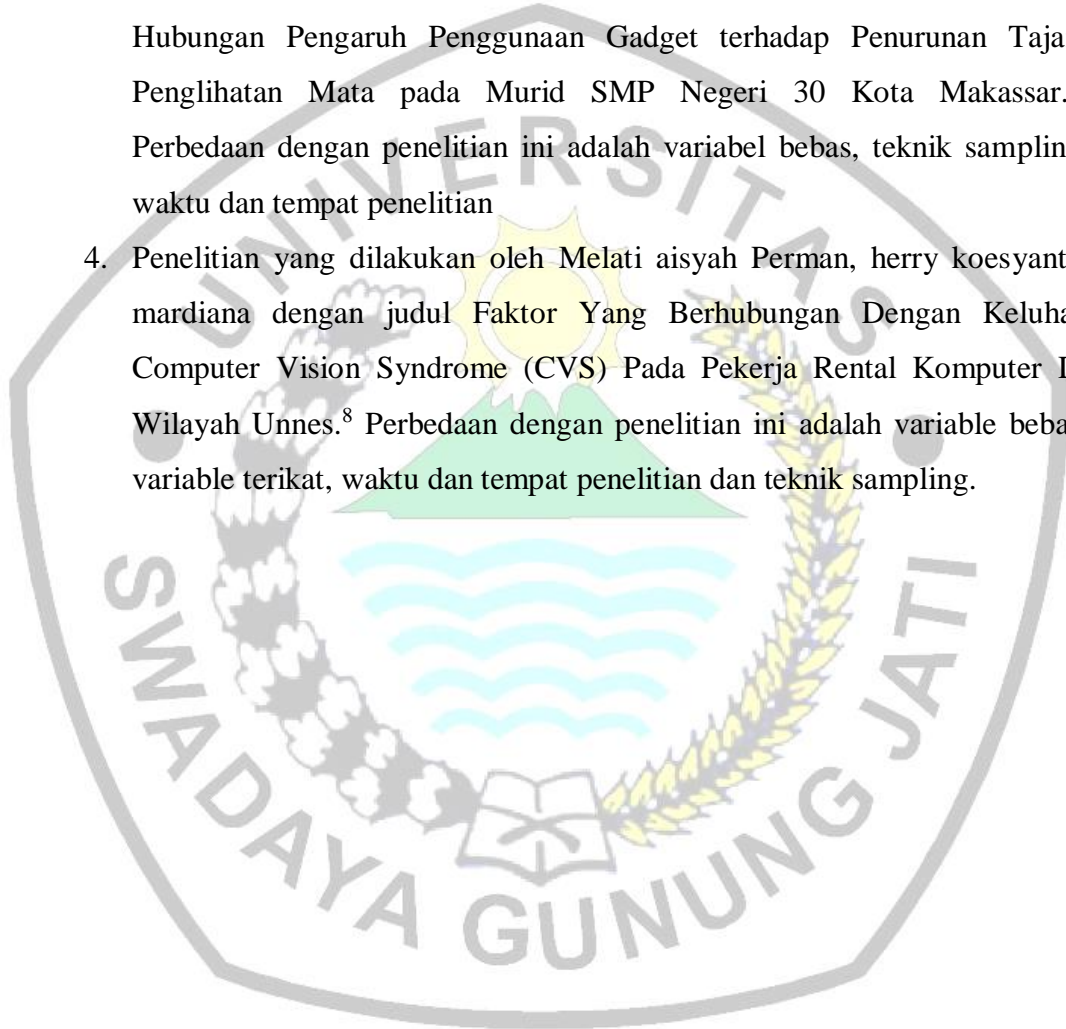 Hubungan Pengaruh Penggunaan Gadget terhadap Penurunan Taja
Penglihatan Mata pada Murid SMP Negeri 30 Kota Makassar.
Perbedaan dengan penelitian ini adalah variabel bebas, teknik samplin
waktu dan tempat penelitian
4. Penelitian yang dilakukan oleh Melati aisyah Perman, herry koesyant
mardiana dengan judul Faktor Yang Berhubungan Dengan Keluha
Computer Vision Syndrome (CVS) Pada Pekerja Rental Komputer D
Wilayah Unnes.8 Perbedaan dengan penelitian ini adalah variable beba
variable terikat, waktu dan tempat penelitian dan teknik sampling.
UNIVERSITAS
SWADAYA GUNUNG JATI